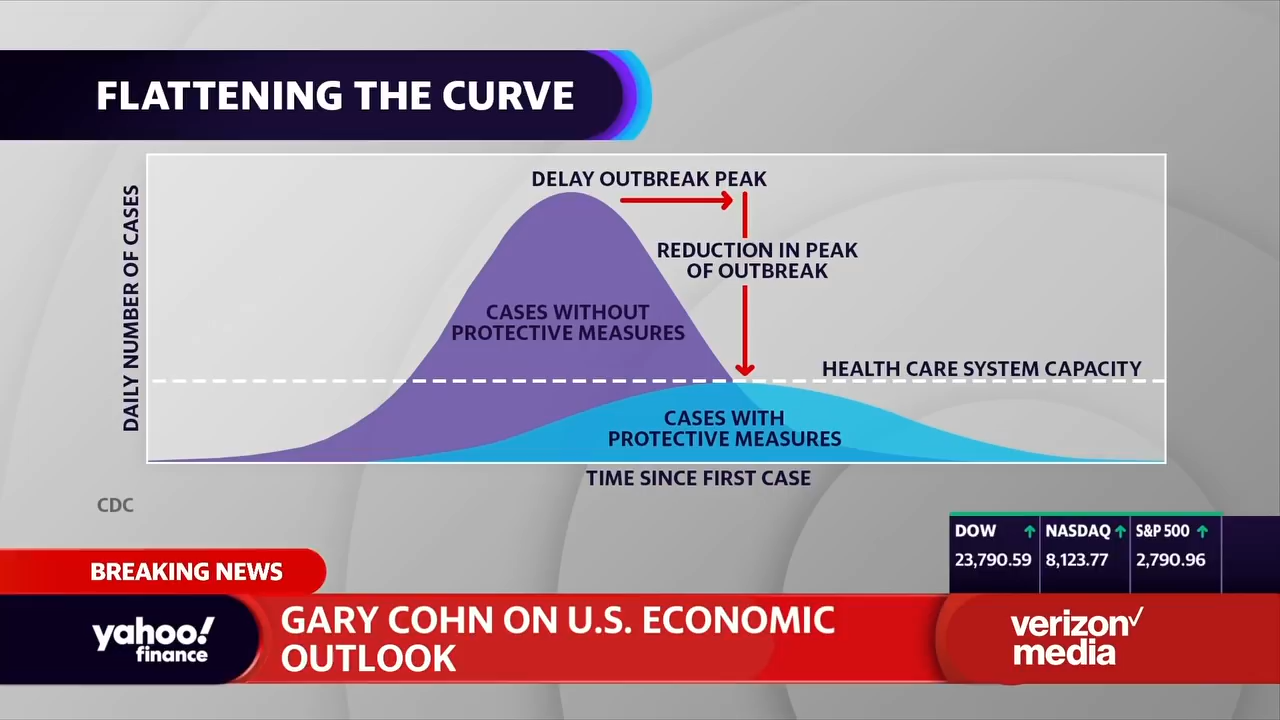 FLATTENING THE CURVE
DAILY NUMBER OF CASES
DELAY OUTBREAK PEAK
REDUCTION IN PEAK
OF OUTBREAK
CASES WITHOUT
PROTECTIVE MEASURES
HEALTH CARE SYSTEM CAPACITY
CASES WITH
PROTECTIVE MEASURES
TIME SINCE FIRST CASE
CDC
DOW NASDAQ S&P 500
23,790.59 8,123.77 2,790.96
BREAKING NEWS
yahoo!
finance
GARY COHN ON U.S. ECONOMIC
OUTLOOK
verizon
media